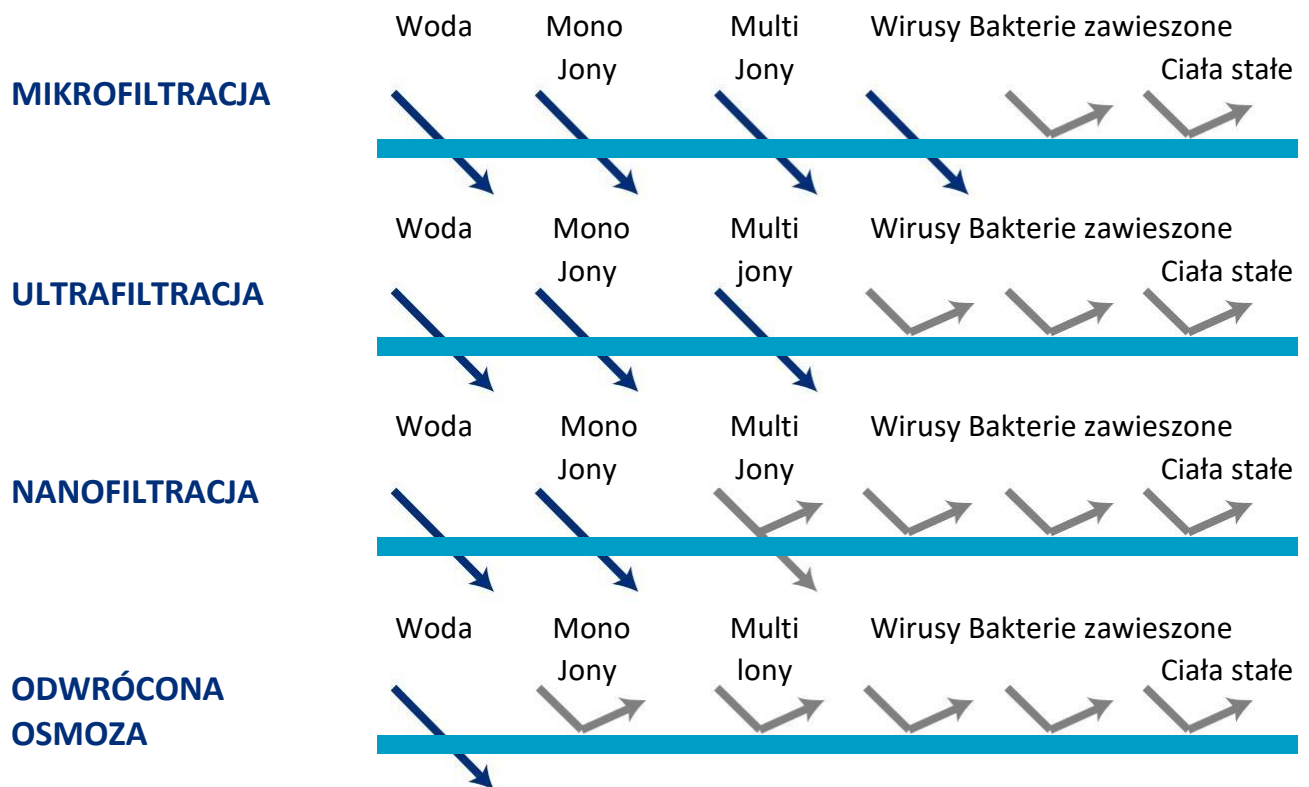 Woda Mono Multi Wirusy Bakterie zawieszone
Jony Jony Ciała stałe
MIKROFILTRACJA
Woda Mono Multi Wirusy Bakterie zawieszone
Jony jony Ciała stałe
ULTRAFILTRACJA
Woda Mono Multi Wirusy Bakterie zawieszone
Jony Jony Ciała stałe
NANOFILTRACJA
Woda Mono Multi Wirusy Bakterie zawieszone
Jony lony Ciała stałe
ODWRÓCONA
OSMOZA